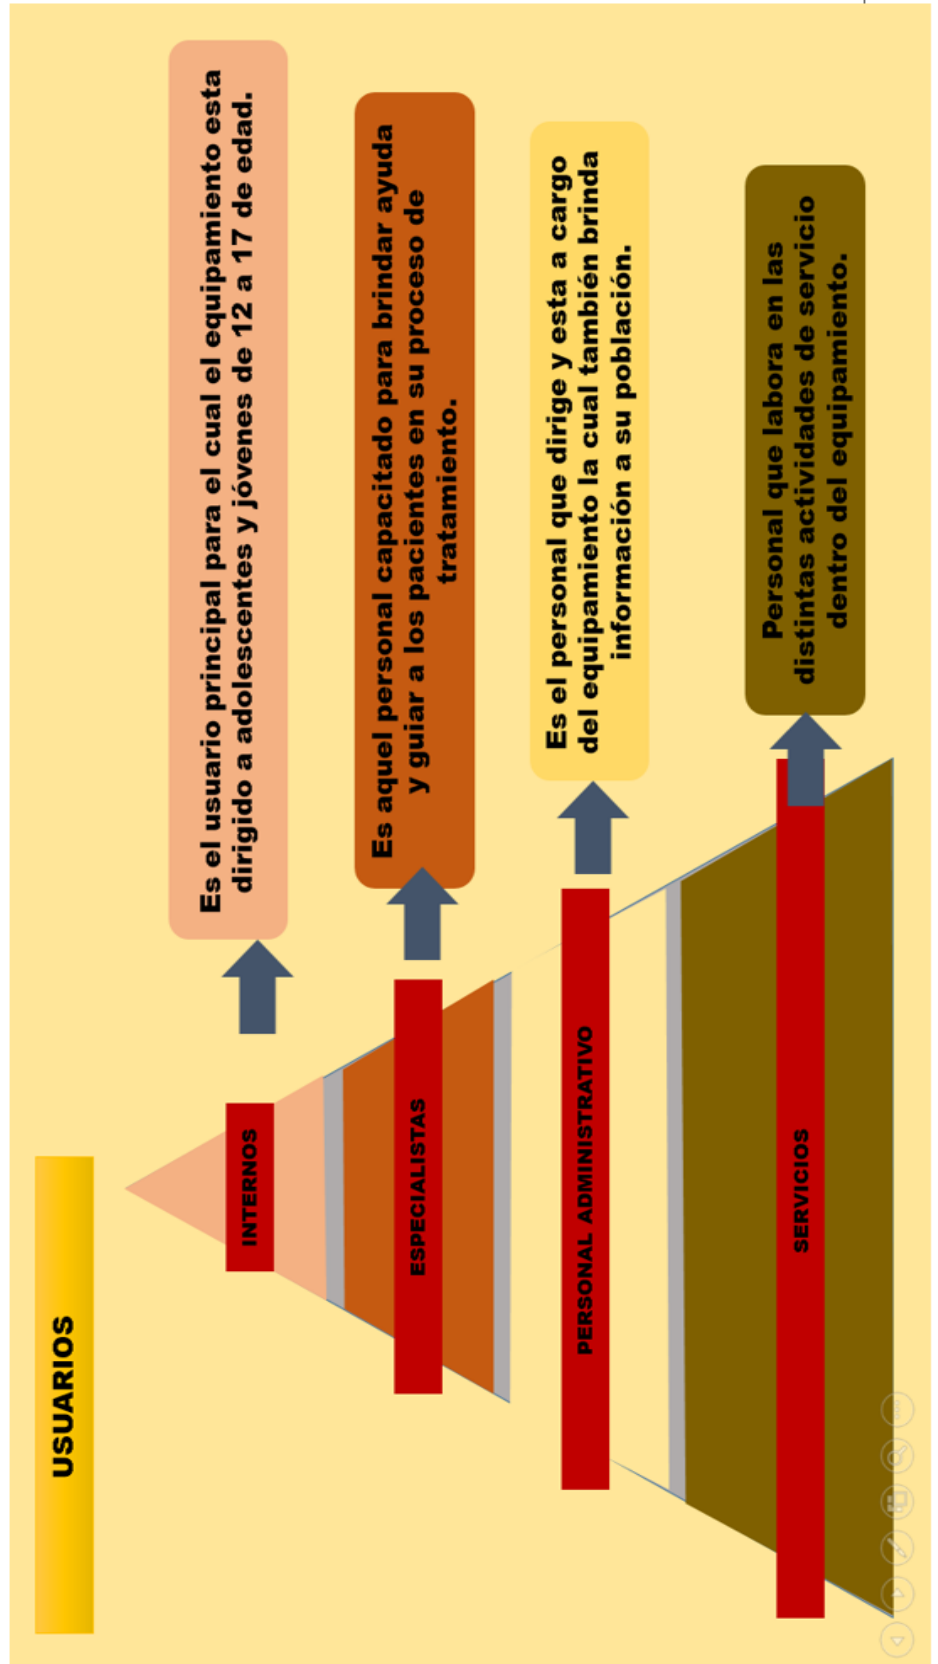 USUARIOS
INTERNOS
Es el usuario principal para el cual el equipamiento esta
dirigido a adolescentes y jóvenes de 12 a 17 de edad.
ESPECIALISTAS
Es aquel personal capacitado para brindar ayuda
y guiar a los pacientes en su proceso de
tratamiento.
PERSONAL ADMINISTRATIVO
Es el personal que dirige y esta a cargo
del equipamiento la cual también brinda
información a su población.
SERVICIOS
Personal que labora en las
distintas actividades de servicio
dentro del equipamiento.